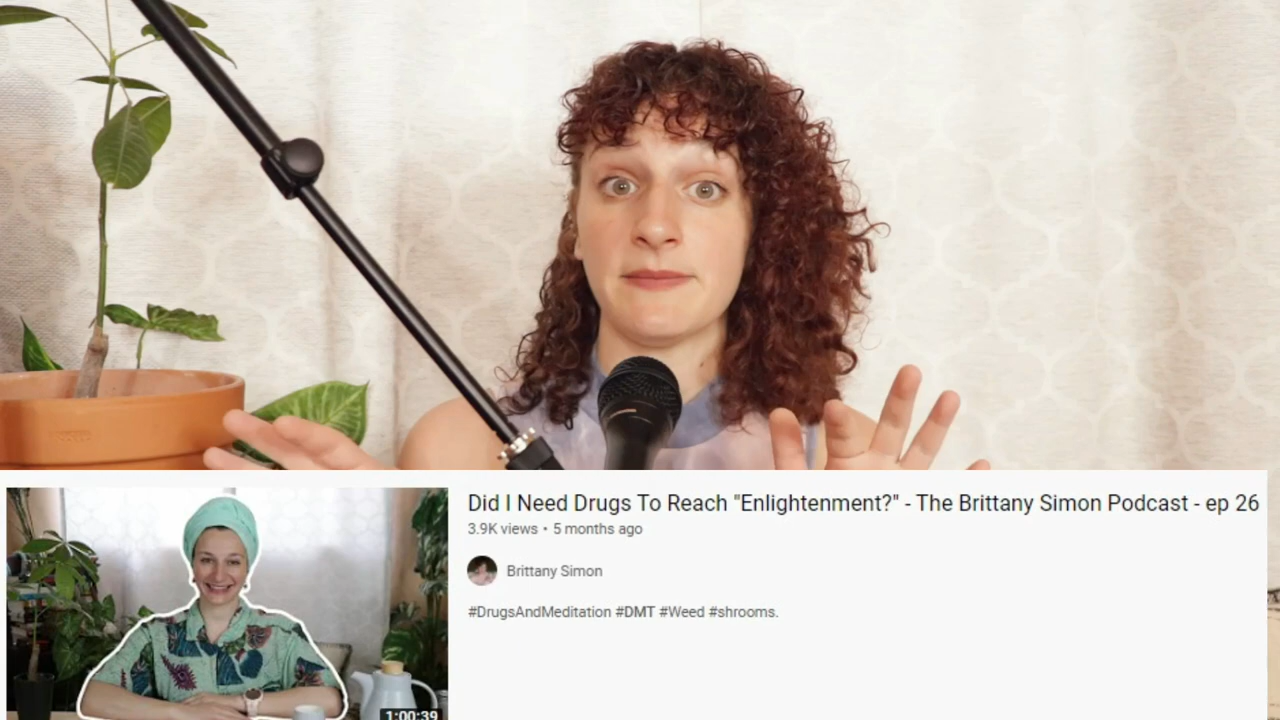 Did I Need Drugs To Reach "Enlightenment?" - The Brittany Simon Podcast - ep 26
3.9K views • 5 months ago
Brittany Simon
#DrugsAndMeditation #DMT #Weed #shrooms.
1:00:39